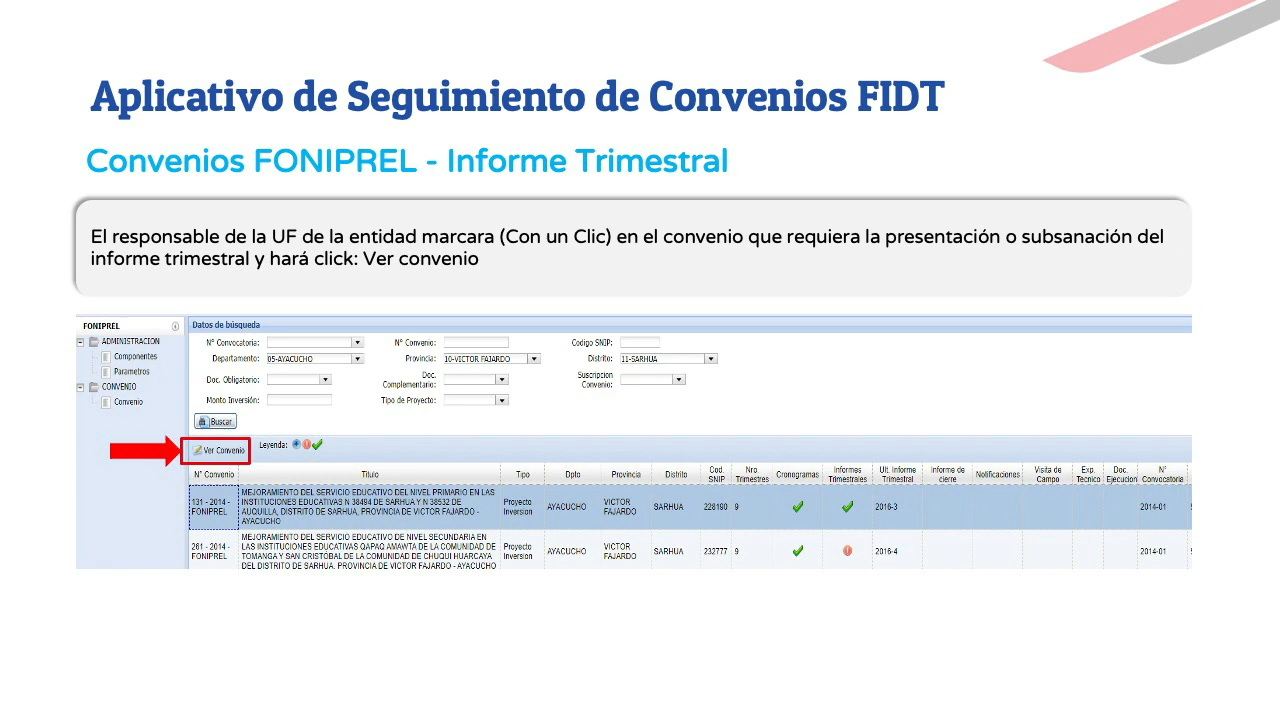 Aplicativo de Seguimiento de Convenios FIDT
Convenios FONIPREL - Informe Trimestral
El responsable de la UF de la entidad marcara (Con un Clic) en el convenio que requiera la presentación o subsanación del
informe trimestral y hará click: Ver convenio
FONIPREL
ADMINISTRACION
Componentes
Parametros
CONVENIO
Convenio
Datos de búsqueda
N° Convocatoria: N° Convenio: Codigo SNIP:
Departamento: 05-AYACUCHO Provincia: 10-VICTOR FAJARDO Distrito: 11-SARHUA
Doc. Obligatorio: Doc. Complementario: Suscripcion Convenio:
Monto Inversión: Tipo de Proyecto:
Buscar
Ver Convenio Leyenda:
N° Convenio Titulo Tipo Dpto Provincia Distrito Cod. SNIP Nro. Trimestres Cronogramas Informes Trimestrales Ult. Informe Trimestral Informe de cierre Notificaciones Visita de Campo Exp. Tecnico Doc. Ejecucion N° Convocatoria
131 - 2014 - FONIPREL
MEJORAMIENTO DEL SERVICIO EDUCATIVO DEL NIVEL PRIMARIO EN LAS
INSTITUCIONES EDUCATIVAS N 38494 DE SARHUA Y N 38532 DE
AUQUILLA, DISTRITO DE SARHUA, PROVINCIA DE VICTOR FAJARDO -
AYACUCHO
Proyecto Inversion AYACUCHO VICTOR FAJARDO SARHUA 228190 9 2016-3 2014-01
261 - 2014 - FONIPREL
MEJORAMIENTO DEL SERVICIO EDUCATIVO DE NIVEL SECUNDARIA EN
LAS INSTITUCIONES EDUCATIVAS QAPAQ AMAWTA DE LA COMUNIDAD DE
TOMANGA Y SAN CRISTOBAL DE LA COMUNIDAD DE CHUQUI HUARCAYA
DEL DISTRITO DE SARHUA, PROVINCIA DE VICTOR FAJARDO - AYACUCHO
Proyecto Inversion AYACUCHO VICTOR FAJARDO SARHUA 232777 9 2016-4 2014-01